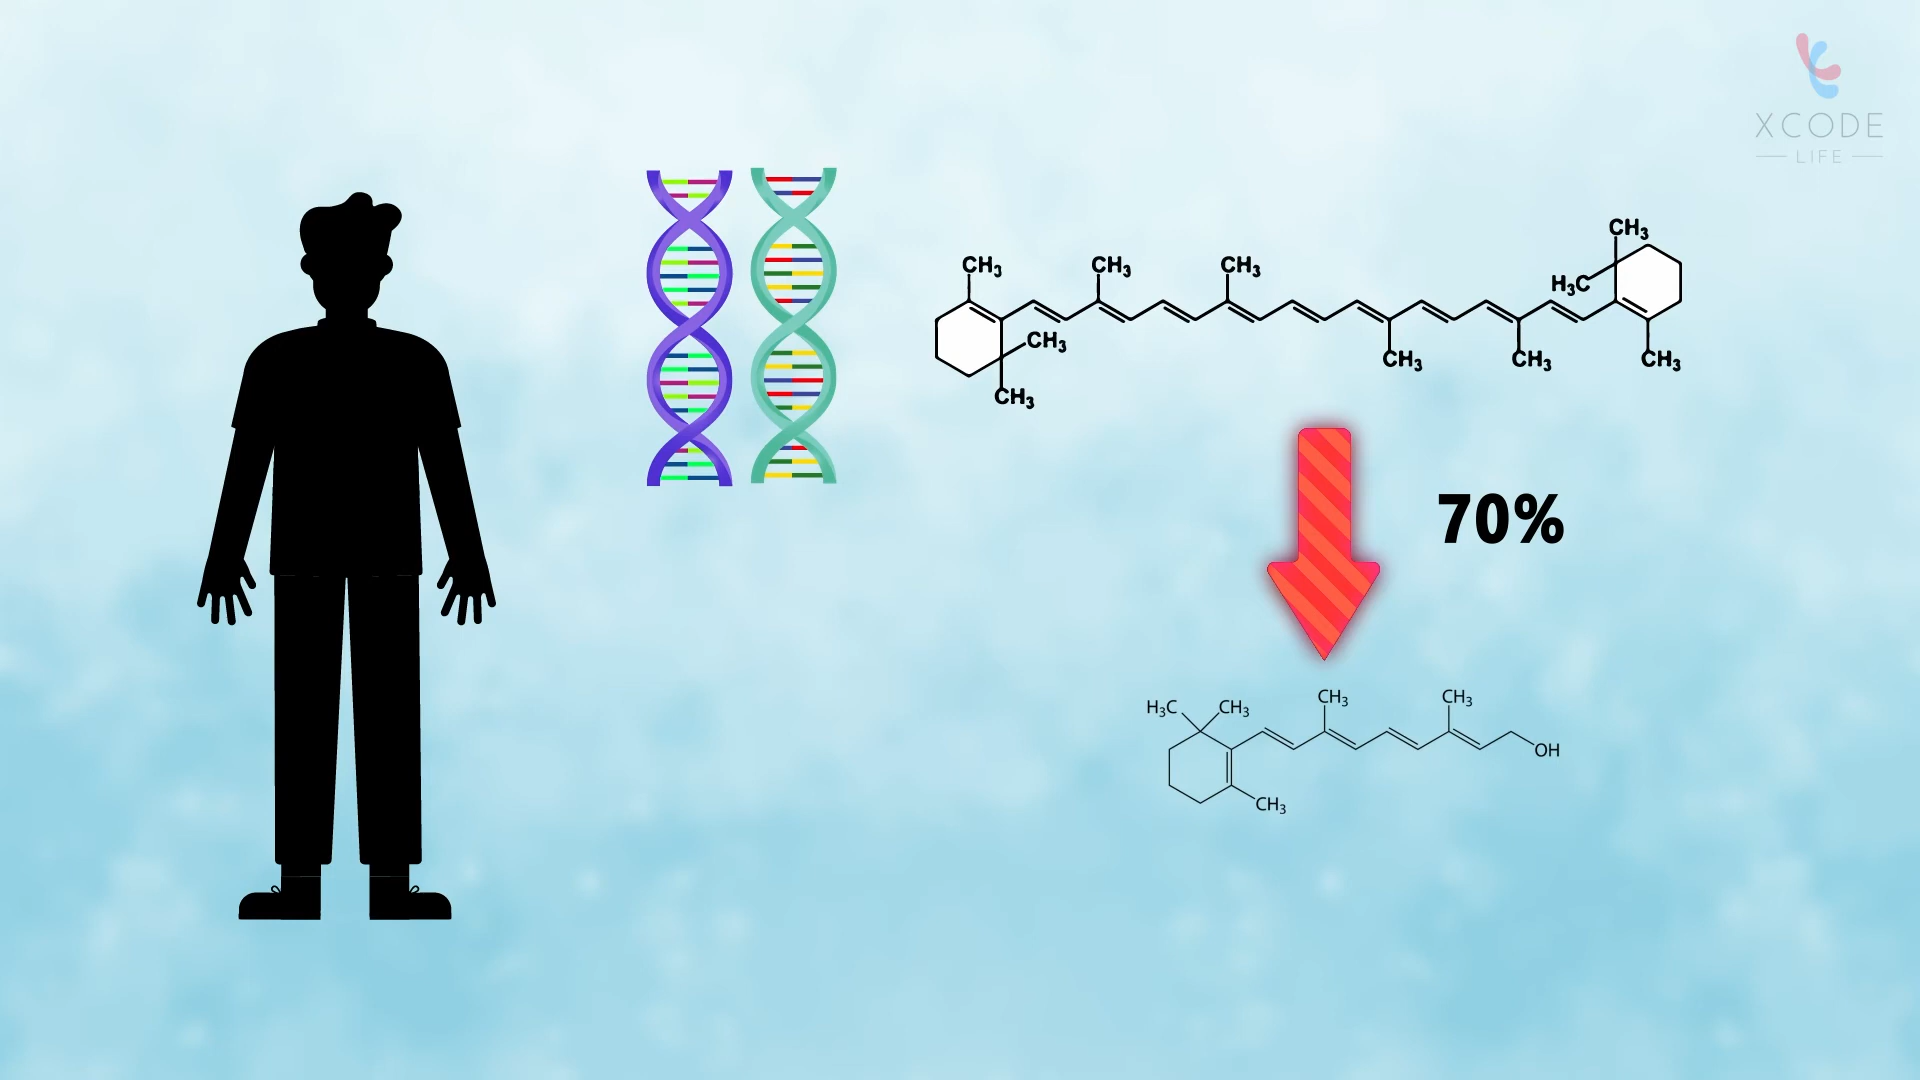 XCODE
LIFE
CH₃
CH₃ CH₃ CH₃
H₃C
CH₃
CH₃ CH₃ CH₃
CH₃
70%
CH₃ CH₃
H₃C CH₃
OH
CH₃